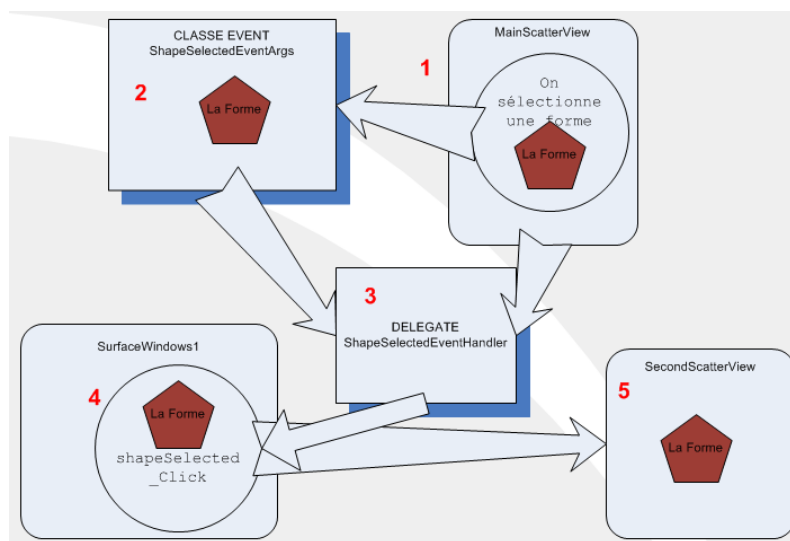 CLASSE EVENT
ShapeSelectedEventArgs
2
La Forme
1
MainScatterView
On
sélectionne
une forme
La Forme
3
DELEGATE
ShapeSelectedEventHandler
SurfaceWindows1
4
La Forme
shapeSelected
_Click
SecondScatterView
5
La Forme